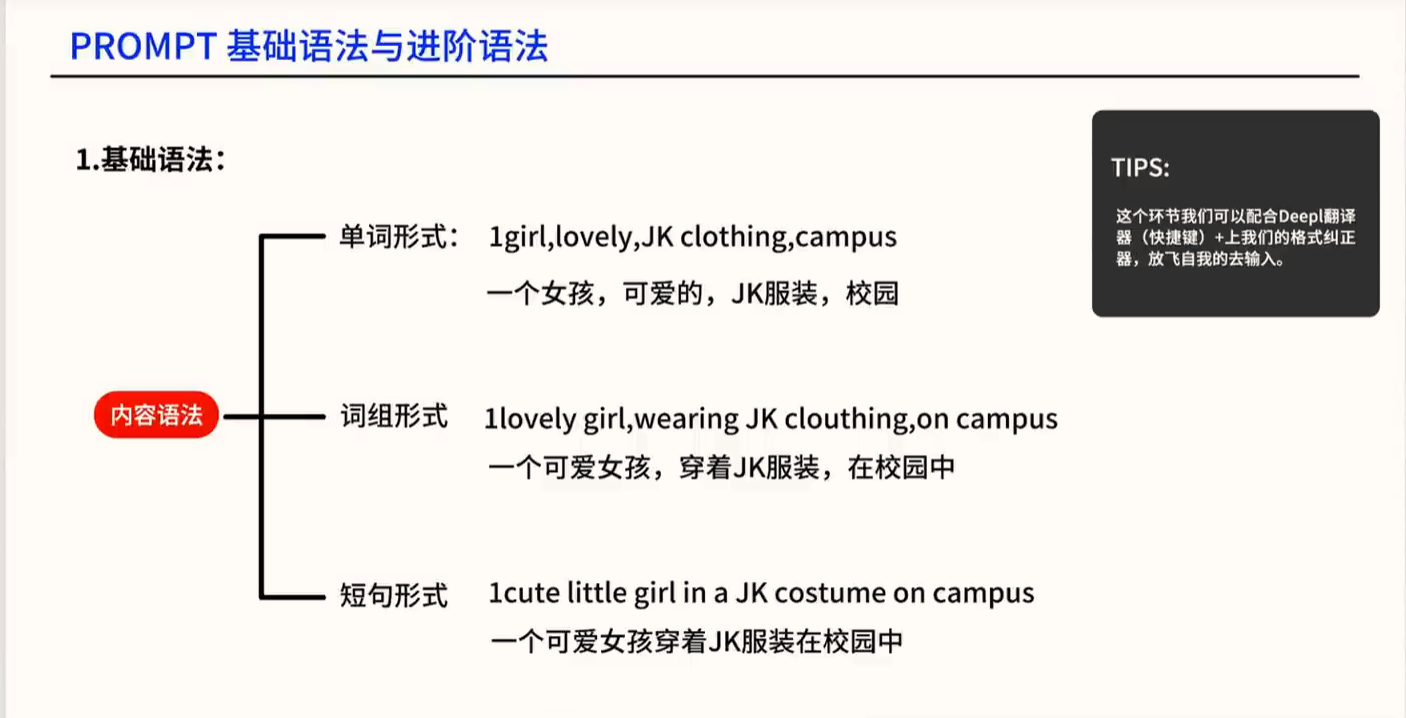 PROMPT 基础语法与进阶语法
1.基础语法：
TIPS:
这个环节我们可以配合Deepl翻译
器（快捷键）+上我们的格式纠正
器，放飞自我的去输入。
内容语法
单词形式： 1girl,lovely,JK clothing,campus
一个女孩，可爱的，JK服装，校园
词组形式 1lovely girl,wearing JK clouthing,on campus
一个可爱女孩，穿着JK服装，在校园中
短句形式 1cute little girl in a JK costume on campus
一个可爱女孩穿着JK服装在校园中